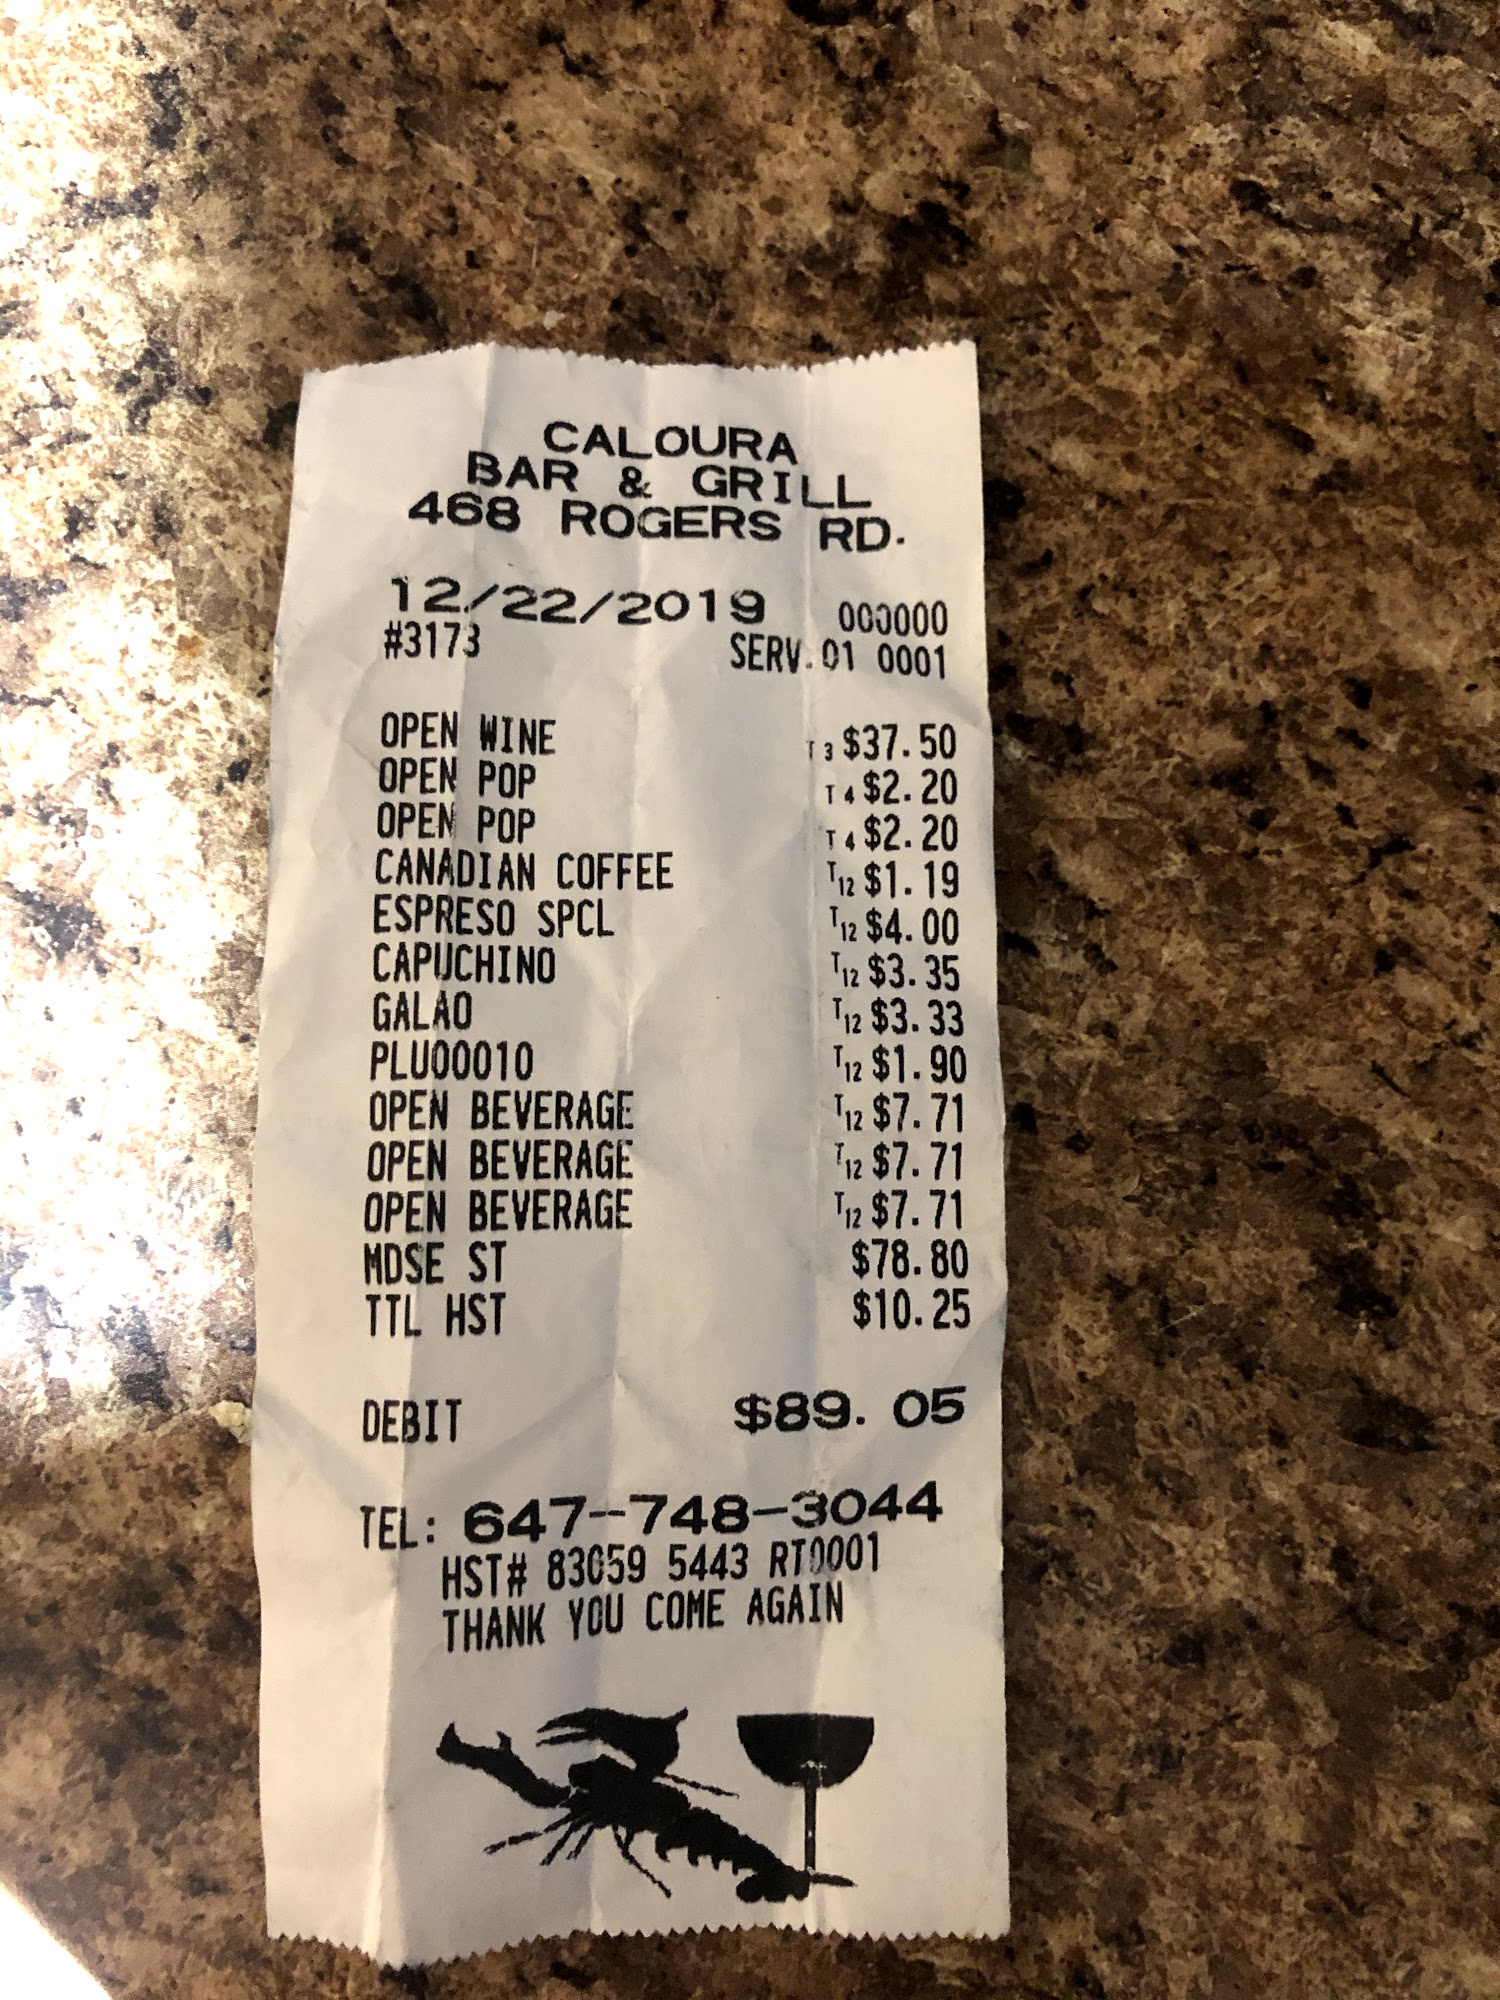 CALOURA
BAR & GRILL
468 ROGERS RD.
12/22/2019 000000
#3173 SERV.01 0001
OPEN WINE T3 $37.50
OPEN POP T4 $2.20
OPEN POP T4 $2.20
CANADIAN COFFEE T12 $1.19
ESPRESO SPCL T12 $4.00
CAPUCHINO T12 $3.35
GALAO T12 $3.33
PLU00010 T12 $1.90
OPEN BEVERAGE T12 $7.71
OPEN BEVERAGE T12 $7.71
OPEN BEVERAGE T12 $7.71
MDSE ST $78.80
TTL HST $10.25
DEBIT $89.05
TEL: 647-748-3044
HST# 83059 5443 RT0001
THANK YOU COME AGAIN